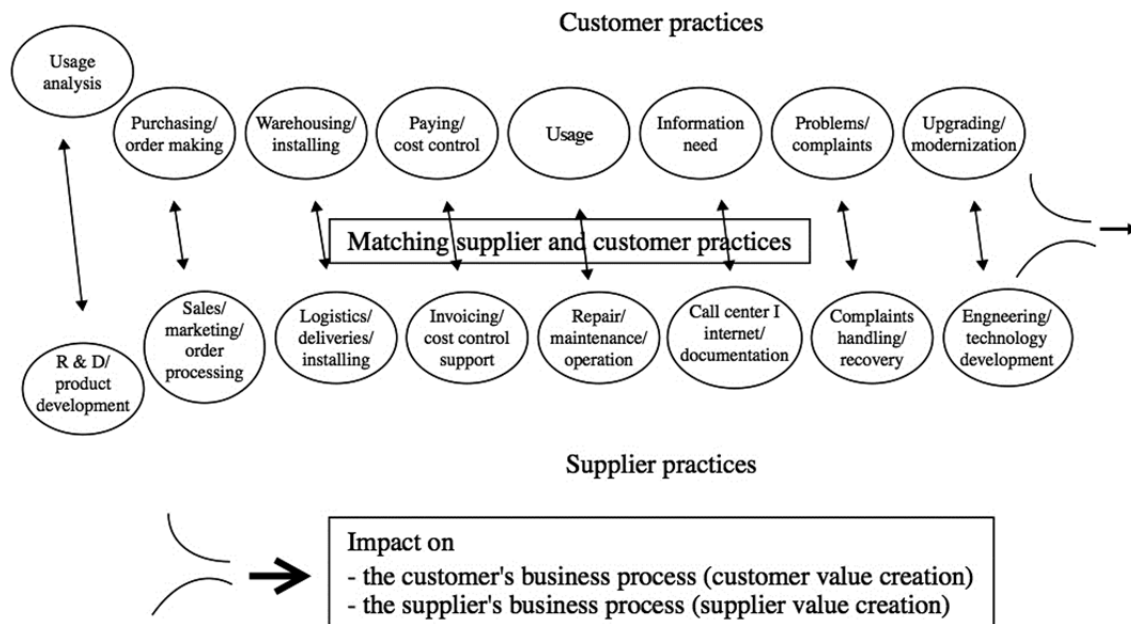 Customer practices
Usage
analysis
Purchasing/
order making
Warehousing/
installing
Paying/
cost control
Usage
Information
need
Problems/
complaints
Upgrading/
modernization
Matching supplier and customer practices
R & D/
product
development
Sales/
marketing/
order
processing
Logistics/
deliveries/
installing
Invoicing/
cost control
support
Repair/
maintenance/
operation
Call center I
internet/
documentation
Complaints
handling/
recovery
Engneering/
technology
development
Supplier practices
Impact on
- the customer's business process (customer value creation)
- the supplier's business process (supplier value creation)